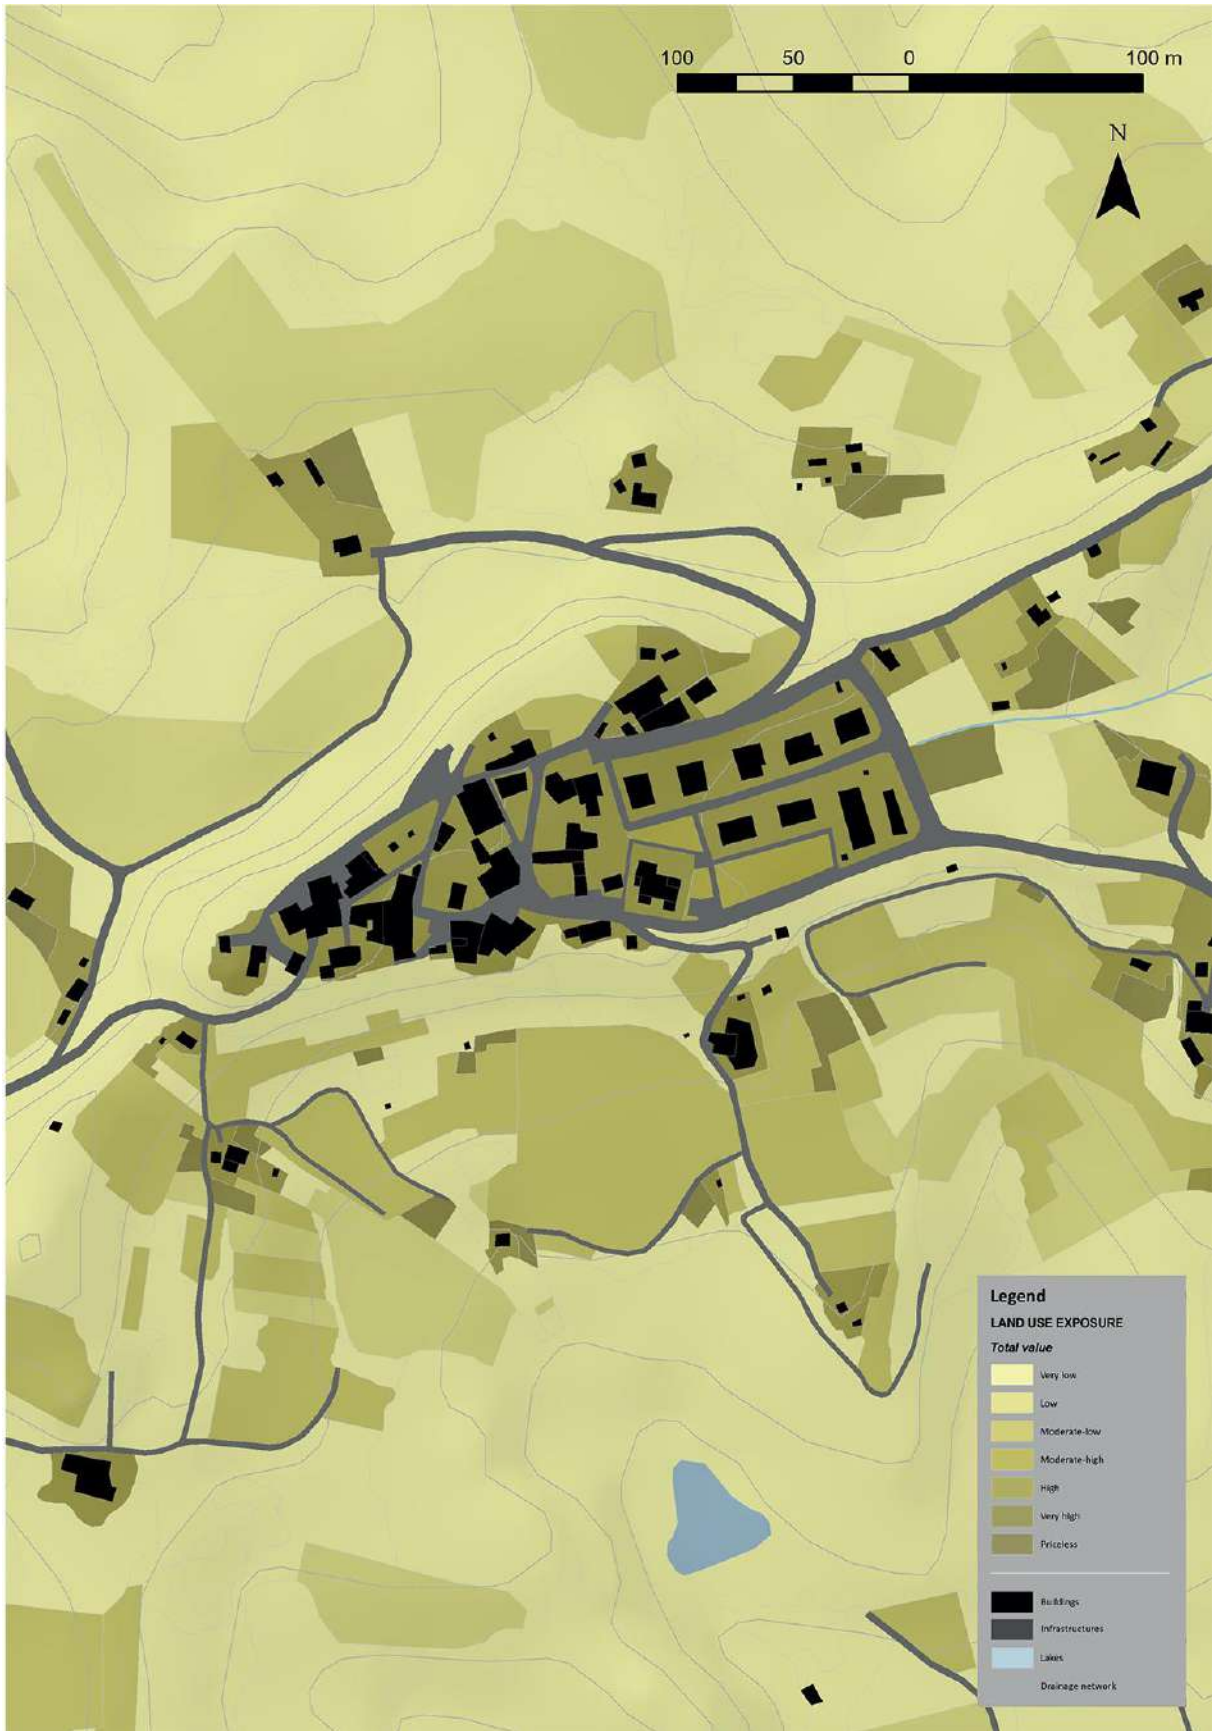 100 50 0 100 m
N
Legend
LAND USE EXPOSURE
Total value
Very low
Low
Moderate-low
Moderate-high
High
Very high
Priceless
Buildings
Infrastructures
Lakes
Drainage network